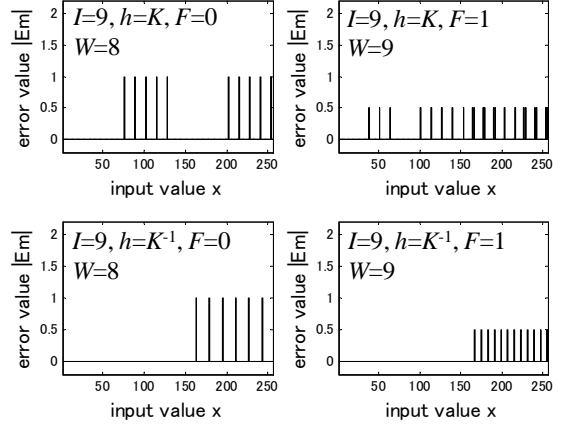 I=9, h=K, F=0
W=8
error value |Em|
2
1.5
1
0.5
0
50 100 150 200 250
input value x
I=9, h=K, F=1
W=9
error value |Em|
2
1.5
1
0.5
0
50 100 150 200 250
input value x
I=9, h=K⁻¹, F=0
W=8
error value |Em|
2
1.5
1
0.5
0
50 100 150 200 250
input value x
I=9, h=K⁻¹, F=1
W=9
error value |Em|
2
1.5
1
0.5
0
50 100 150 200 250
input value x